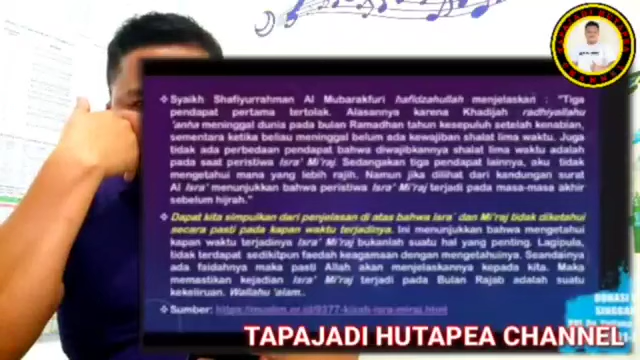 ❖ Syaikh Shafiyurrahman Al Mubarakfuri hafidzahullah menjelaskan : "Tiga
pendapat pertama tertolak. Alasannya karena Khadijah radhiyallahu
'anha meninggal dunia pada bulan Ramadhan tahun kesepuluh setelah kenabian,
sementara ketika beliau meninggal belum ada kewajiban shalat lima waktu. Juga
tidak ada perbedaan pendapat bahwa diwajibkannya shalat lima waktu adalah
pada saat peristiwa Isra' Mi'raj. Sedangkan tiga pendapat lainnya, aku tidak
mengetahui mana yang lebih rajih. Namun jika dilihat dari kandungan surat
Al Isra' menunjukkan bahwa peristiwa Isra' Mi'raj terjadi pada masa-masa akhir
sebelum hijrah."
❖ Dapat kita simpulkan dari penjelasan di atas bahwa Isra' dan Mi'raj tidak diketahui
secara pasti pada kapan waktu terjadinya. Ini menunjukkan bahwa mengetahui
kapan waktu terjadinya Isra' Mi'raj bukanlah suatu hal yang penting. Lagipula,
tidak terdapat sedikitpun faedah keagamaan dengan mengetahuinya. Seandainya
ada faidahnya maka pasti Allah akan menjelaskannya kepada kita. Maka
memastikan kejadian Isra' Mi'raj terjadi pada Bulan Rajab adalah suatu
kekeliruan. Wallahu 'alam..
❖ Sumber: https://muslim.or.id/9377-kisah-isra-miraj.html
DONASI
SINGGA
TAPAJADI HUTAPEA CHANNEL